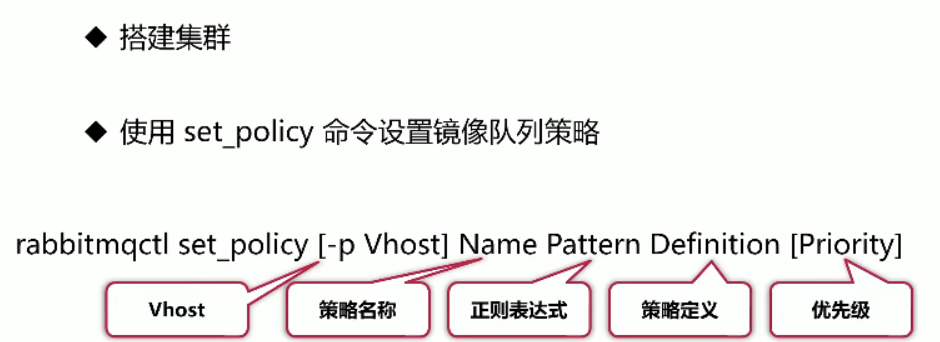 ◆ 搭建集群
◆ 使用 set_policy 命令设置镜像队列策略
rabbitmqctl set_policy [-p Vhost] Name Pattern Definition [Priority]
Vhost 策略名称 正则表达式 策略定义 优先级